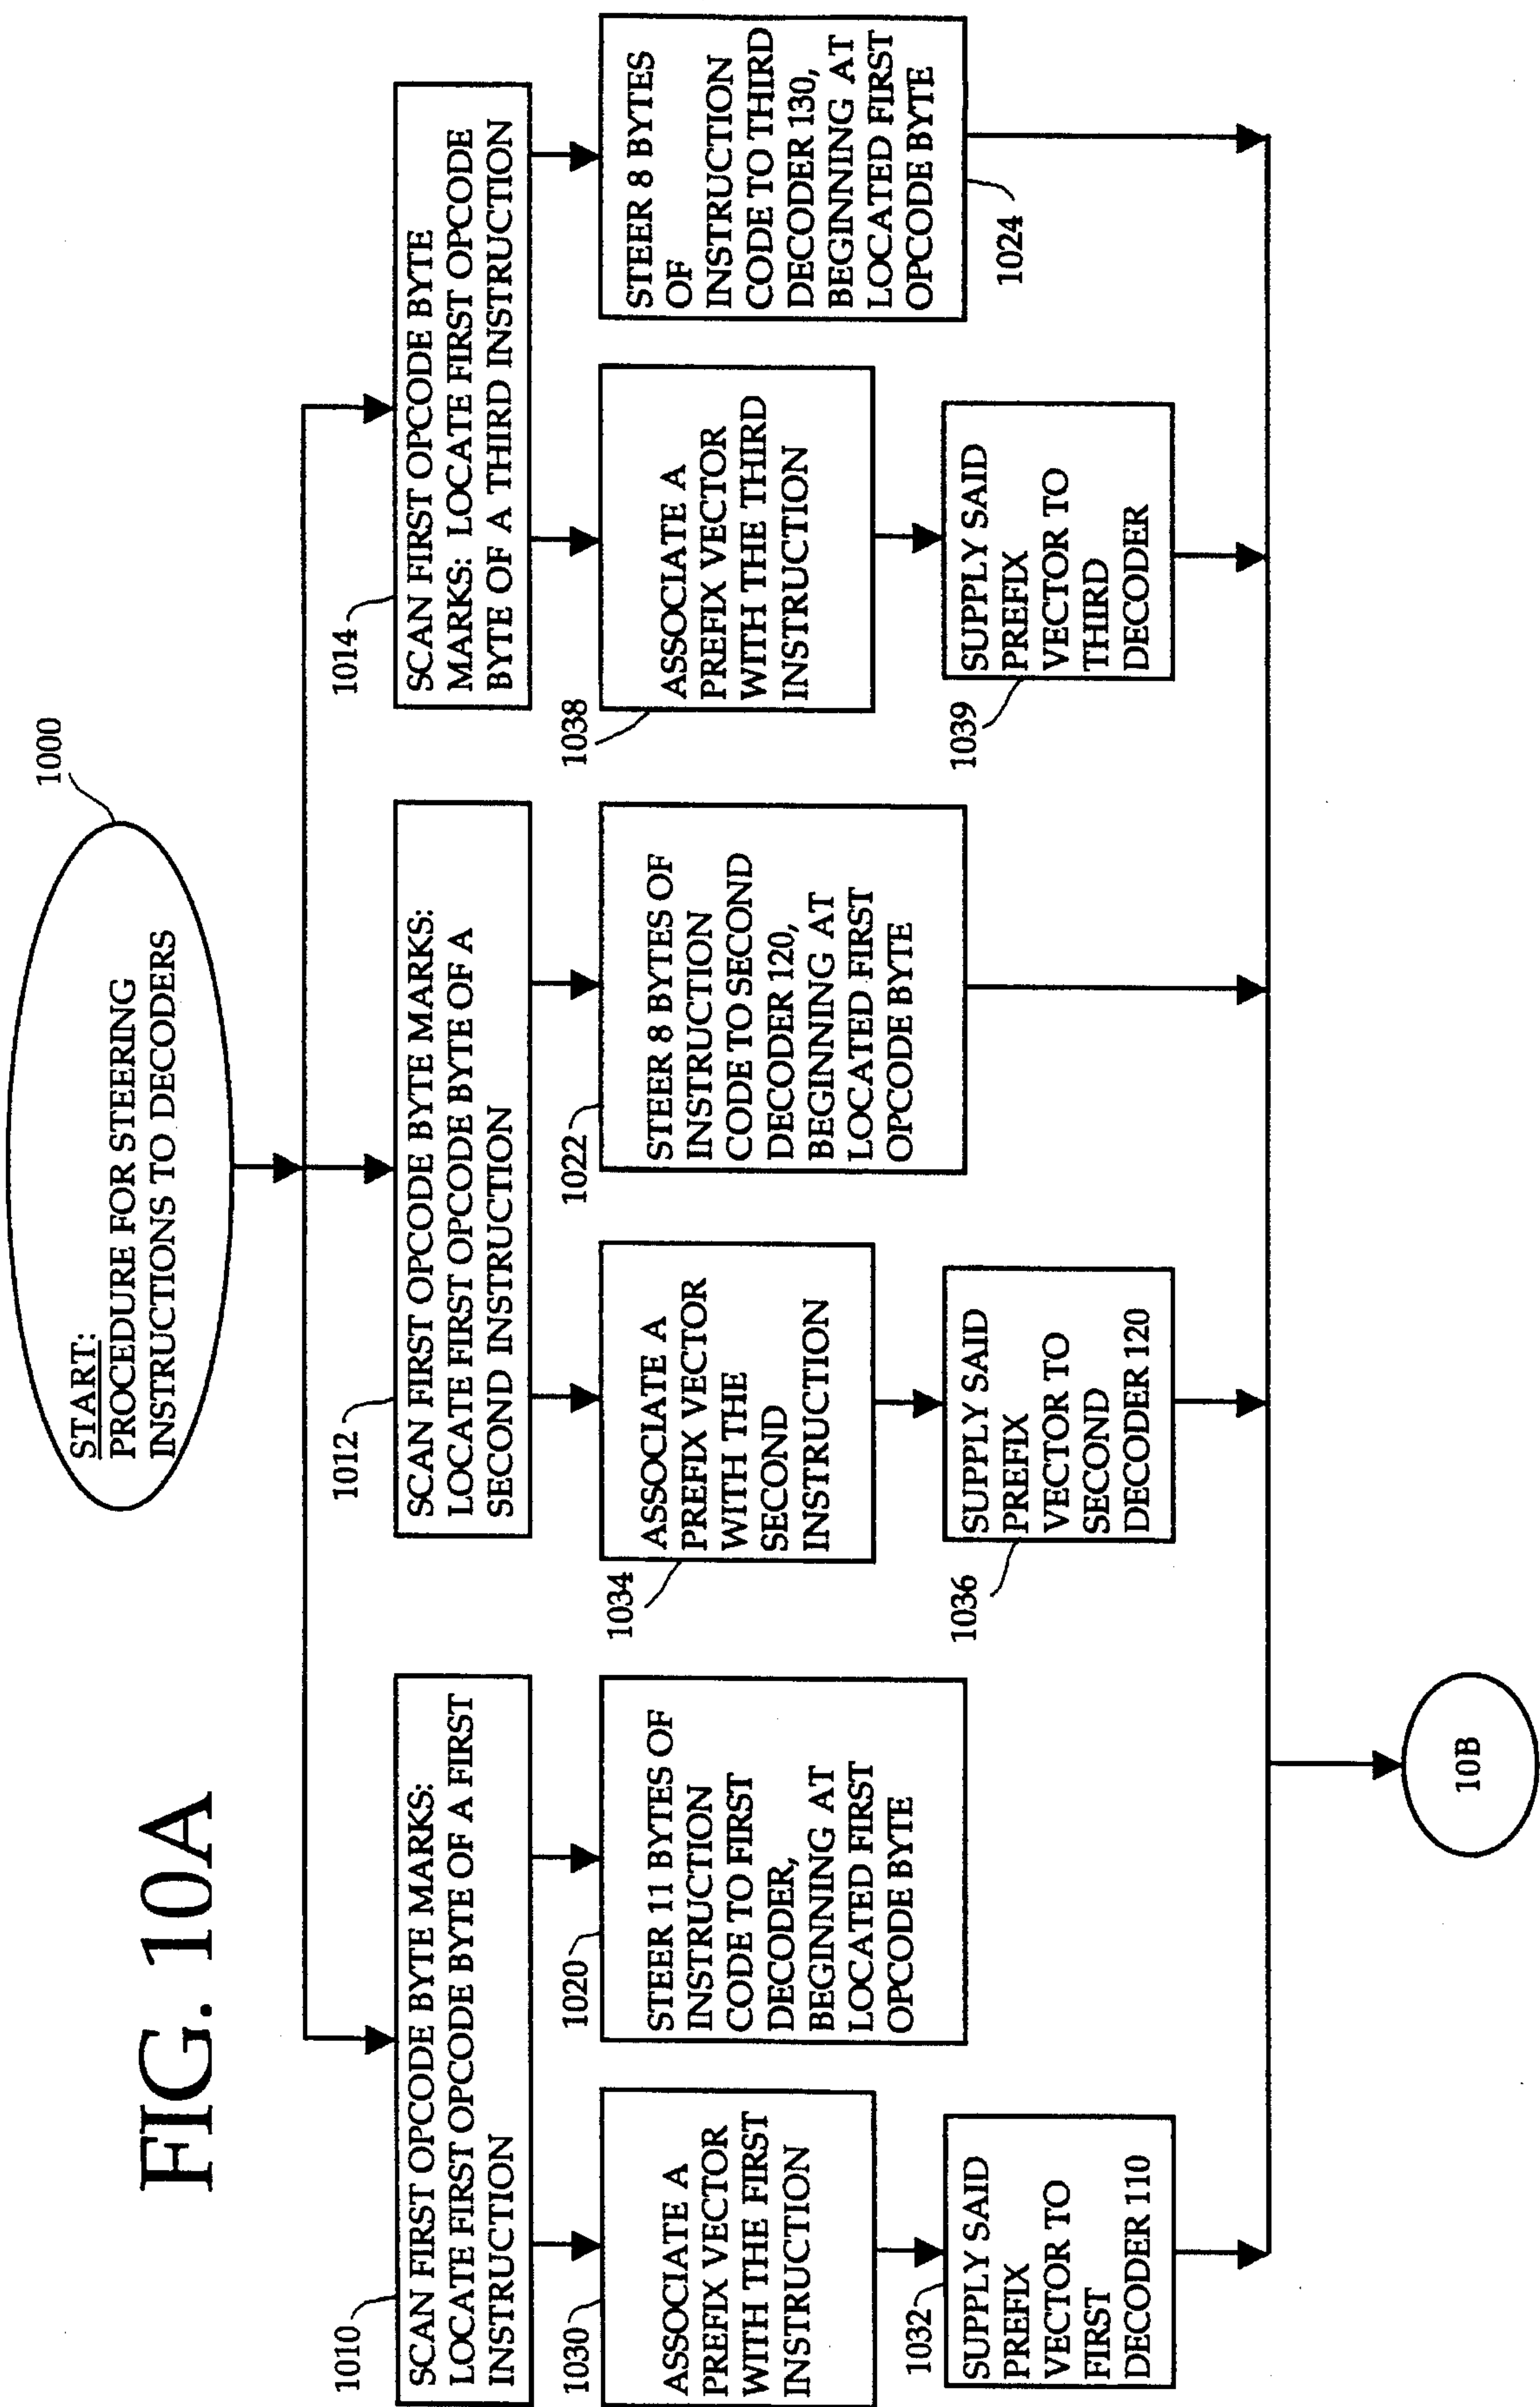 FIG. 10A
START:
PROCEDURE FOR STEERING
INSTRUCTIONS TO DECODERS
1000
1010
SCAN FIRST OPCODE BYTE MARKS:
LOCATE FIRST OPCODE BYTE OF A FIRST
INSTRUCTION
1012
SCAN FIRST OPCODE BYTE MARKS:
LOCATE FIRST OPCODE BYTE OF A
SECOND INSTRUCTION
1014
SCAN FIRST OPCODE BYTE
MARKS: LOCATE FIRST OPCODE
BYTE OF A THIRD INSTRUCTION
1030
ASSOCIATE A
PREFIX VECTOR
WITH THE FIRST
INSTRUCTION
1020
STEER 11 BYTES OF
INSTRUCTION
CODE TO FIRST
DECODER,
BEGINNING AT
LOCATED FIRST
OPCODE BYTE
1034
ASSOCIATE A
PREFIX VECTOR
WITH THE
SECOND
INSTRUCTION
1022
STEER 8 BYTES OF
INSTRUCTION
CODE TO SECOND
DECODER 120,
BEGINNING AT
LOCATED FIRST
OPCODE BYTE
1038
ASSOCIATE A
PREFIX VECTOR
WITH THE THIRD
INSTRUCTION
STEER 8 BYTES
OF
INSTRUCTION
CODE TO THIRD
DECODER 130,
BEGINNING AT
LOCATED FIRST
OPCODE BYTE
1024
1032
SUPPLY SAID
PREFIX
VECTOR TO
FIRST
DECODER 110
1036
SUPPLY SAID
PREFIX
VECTOR TO
SECOND
DECODER 120
1039
SUPPLY SAID
PREFIX
VECTOR TO
THIRD
DECODER
10B